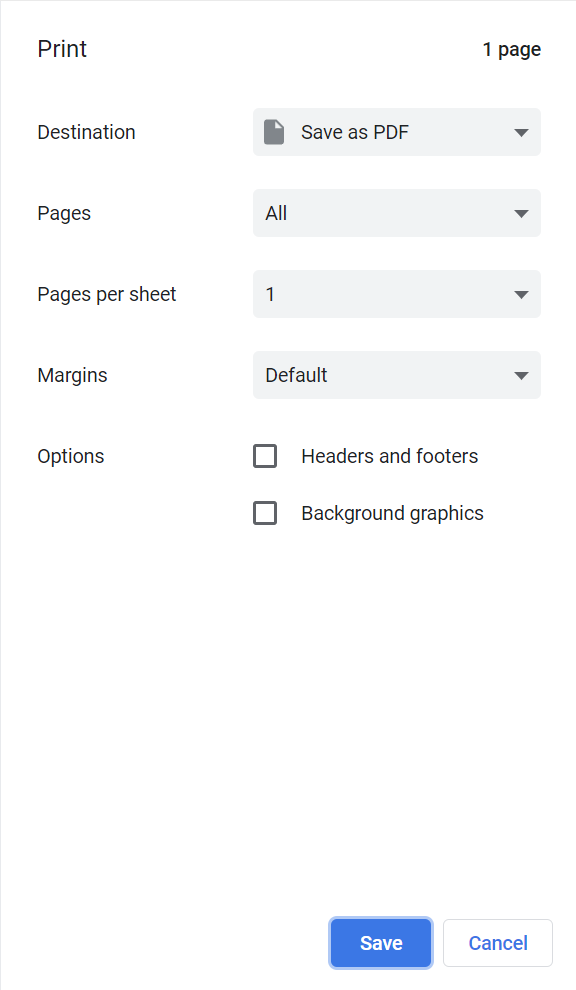 Print 1 page
Destination Save as PDF
Pages All
Pages per sheet 1
Margins Default
Options Headers and footers
Background graphics
Save Cancel